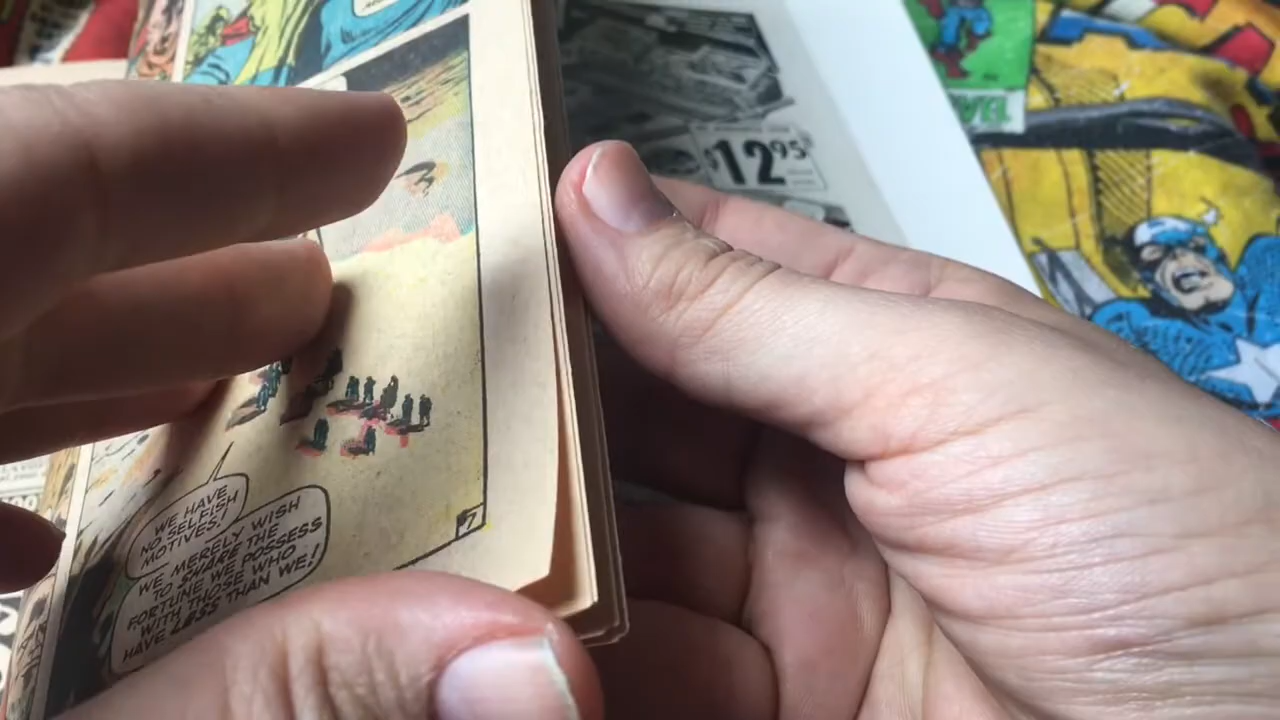 $12.95
WE HAVE
NO SELFISH
MOTIVES!
WE MERELY WISH
TO SHARE THE
FORTUNE WE POSSESS
WITH THOSE WHO
HAVE LESS THAN WE!
7